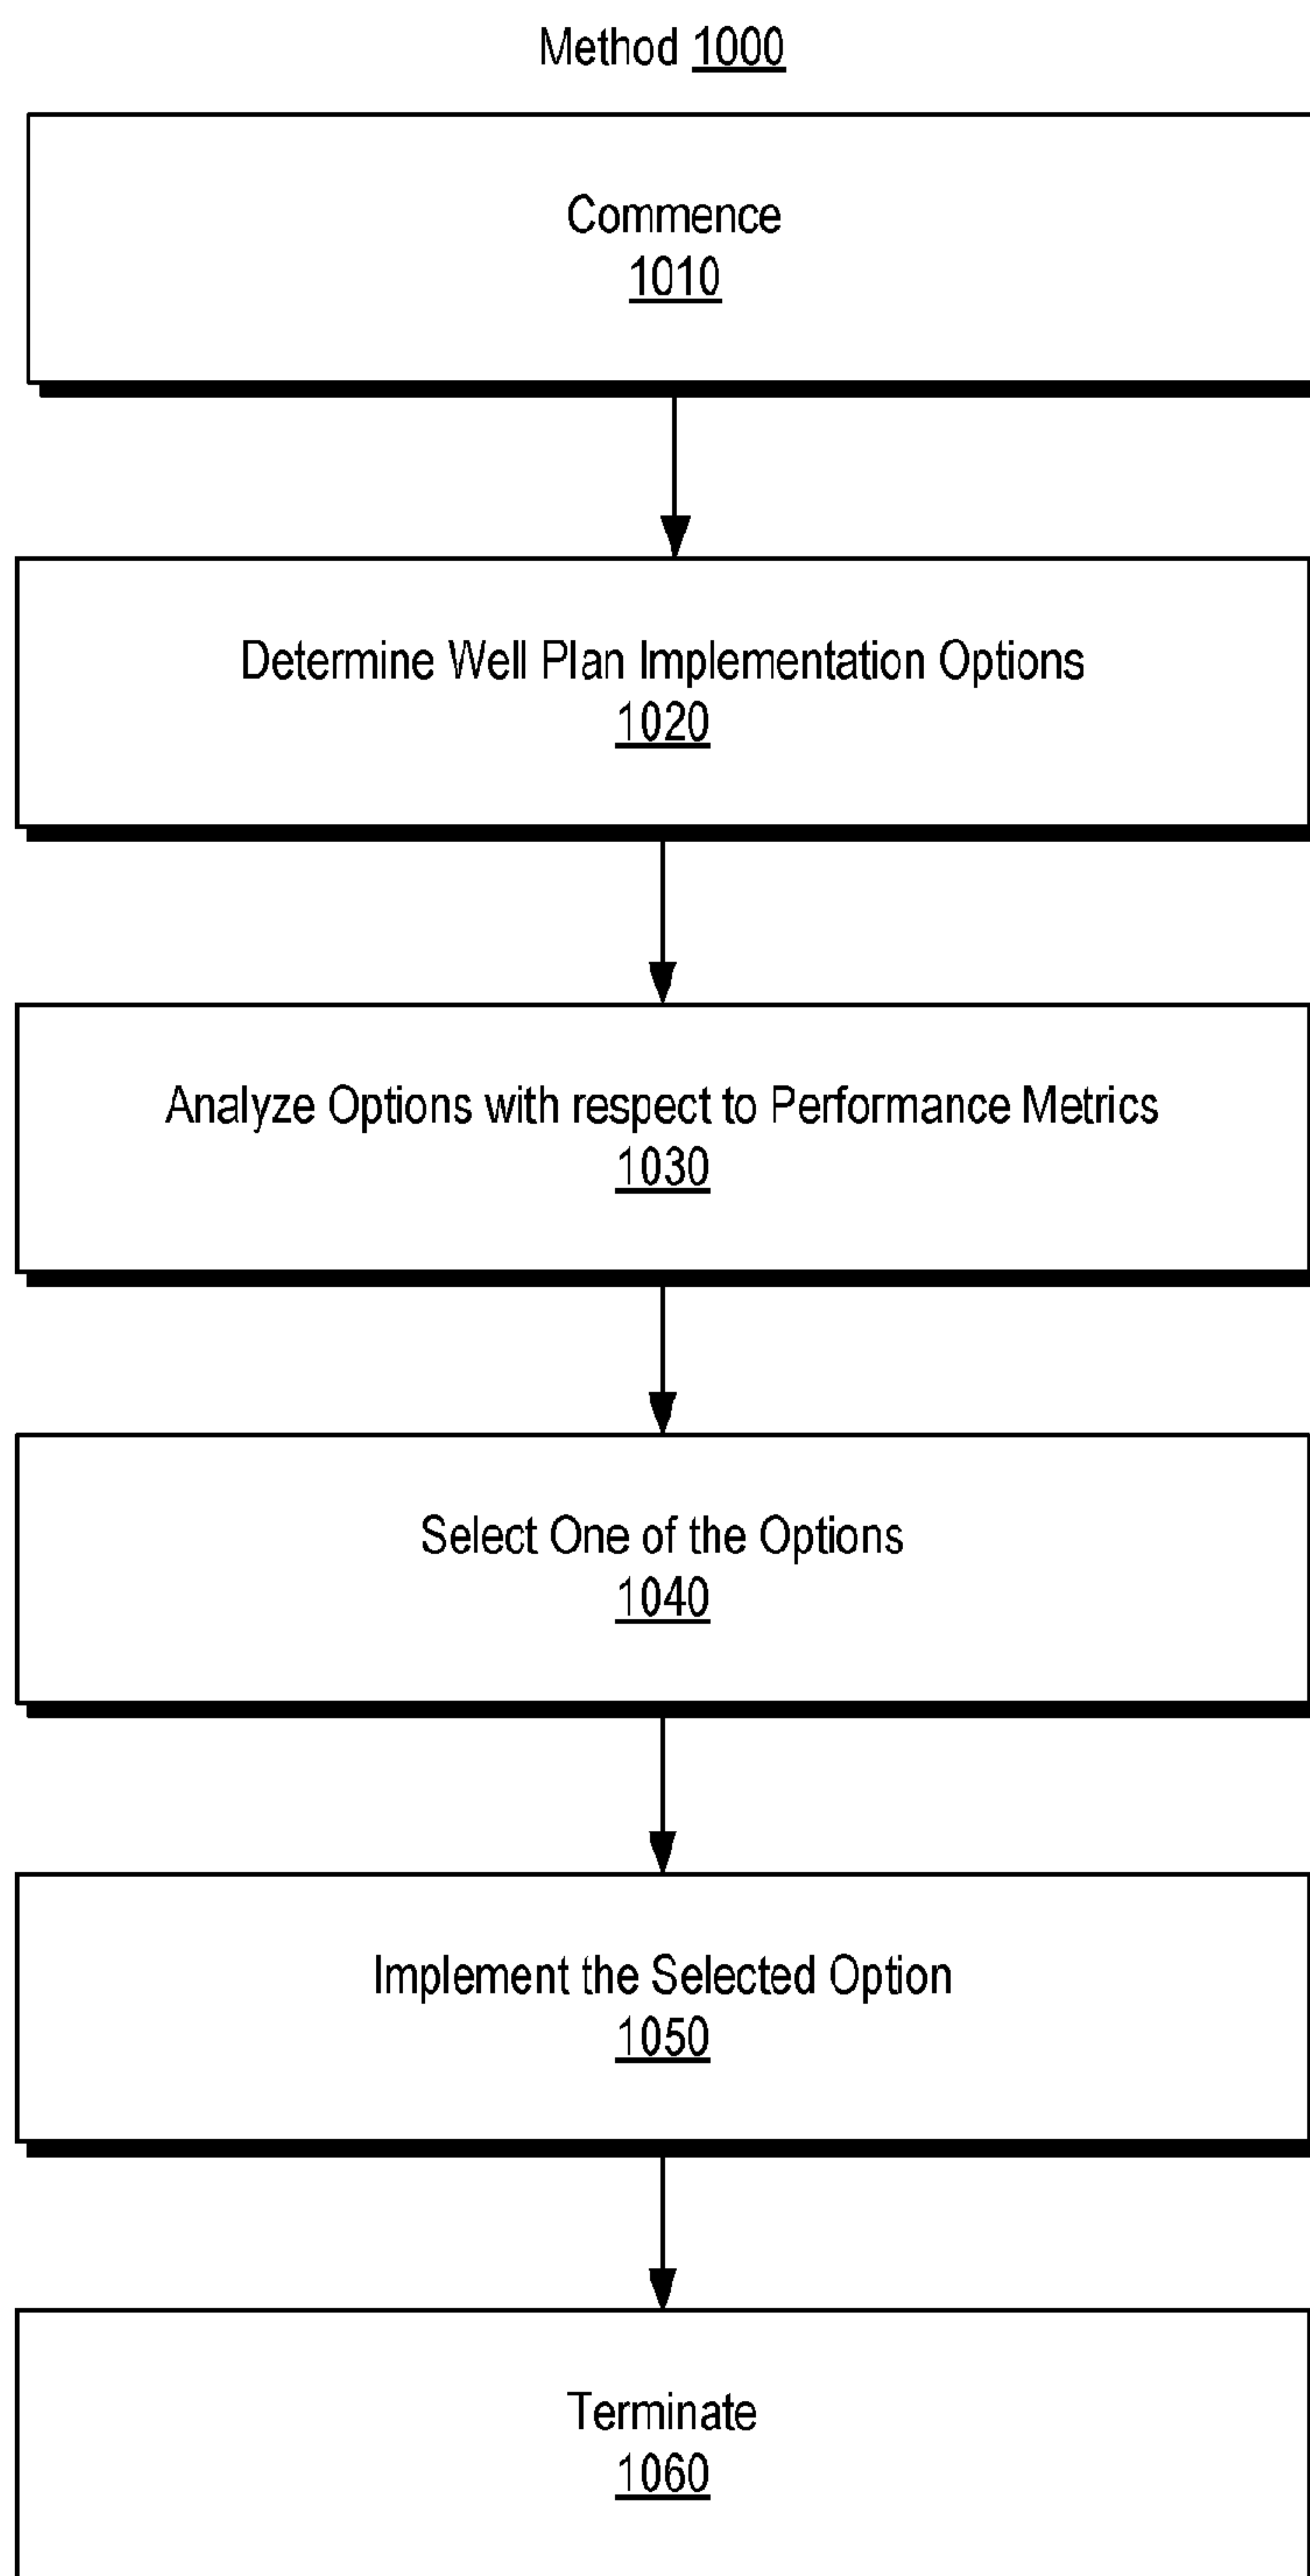 Method 1000
Commence
1010
Determine Well Plan Implementation Options
1020
Analyze Options with respect to Performance Metrics
1030
Select One of the Options
1040
Implement the Selected Option
1050
Terminate
1060